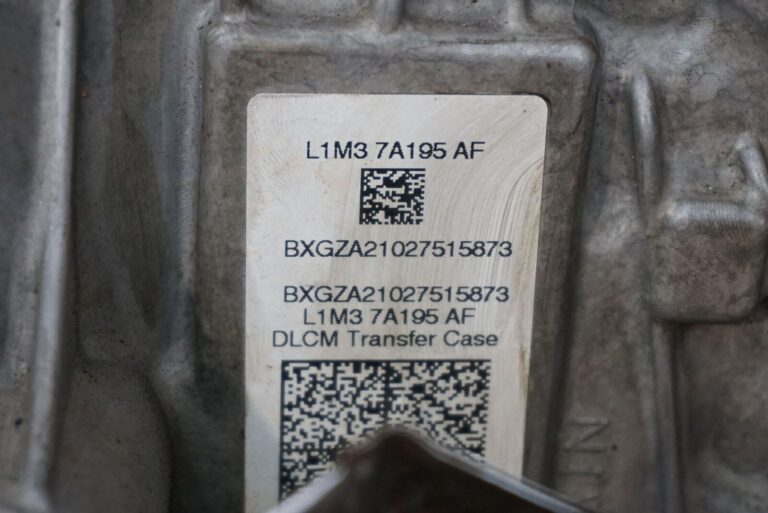 L1M3 7A195 AF
BXGZA21027515873
BXGZA21027515873
L1M3 7A195 AF
DLCM Transfer Case